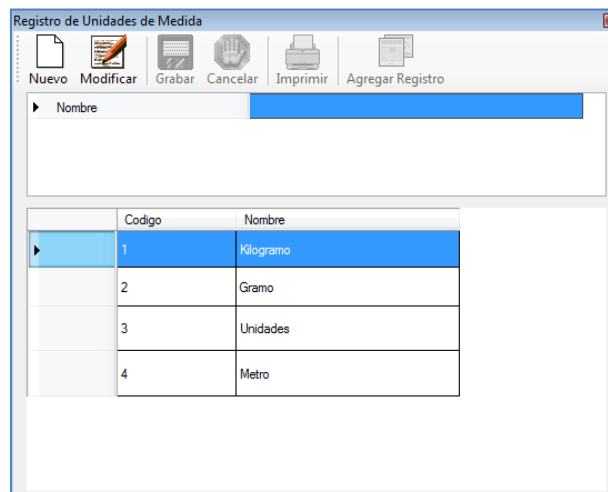 Registro de Unidades de Medida
Nuevo Modificar Grabar Cancelar Imprimir Agregar Registro
Nombre
Codigo Nombre
1 Kilogramo
2 Gramo
3 Unidades
4 Metro